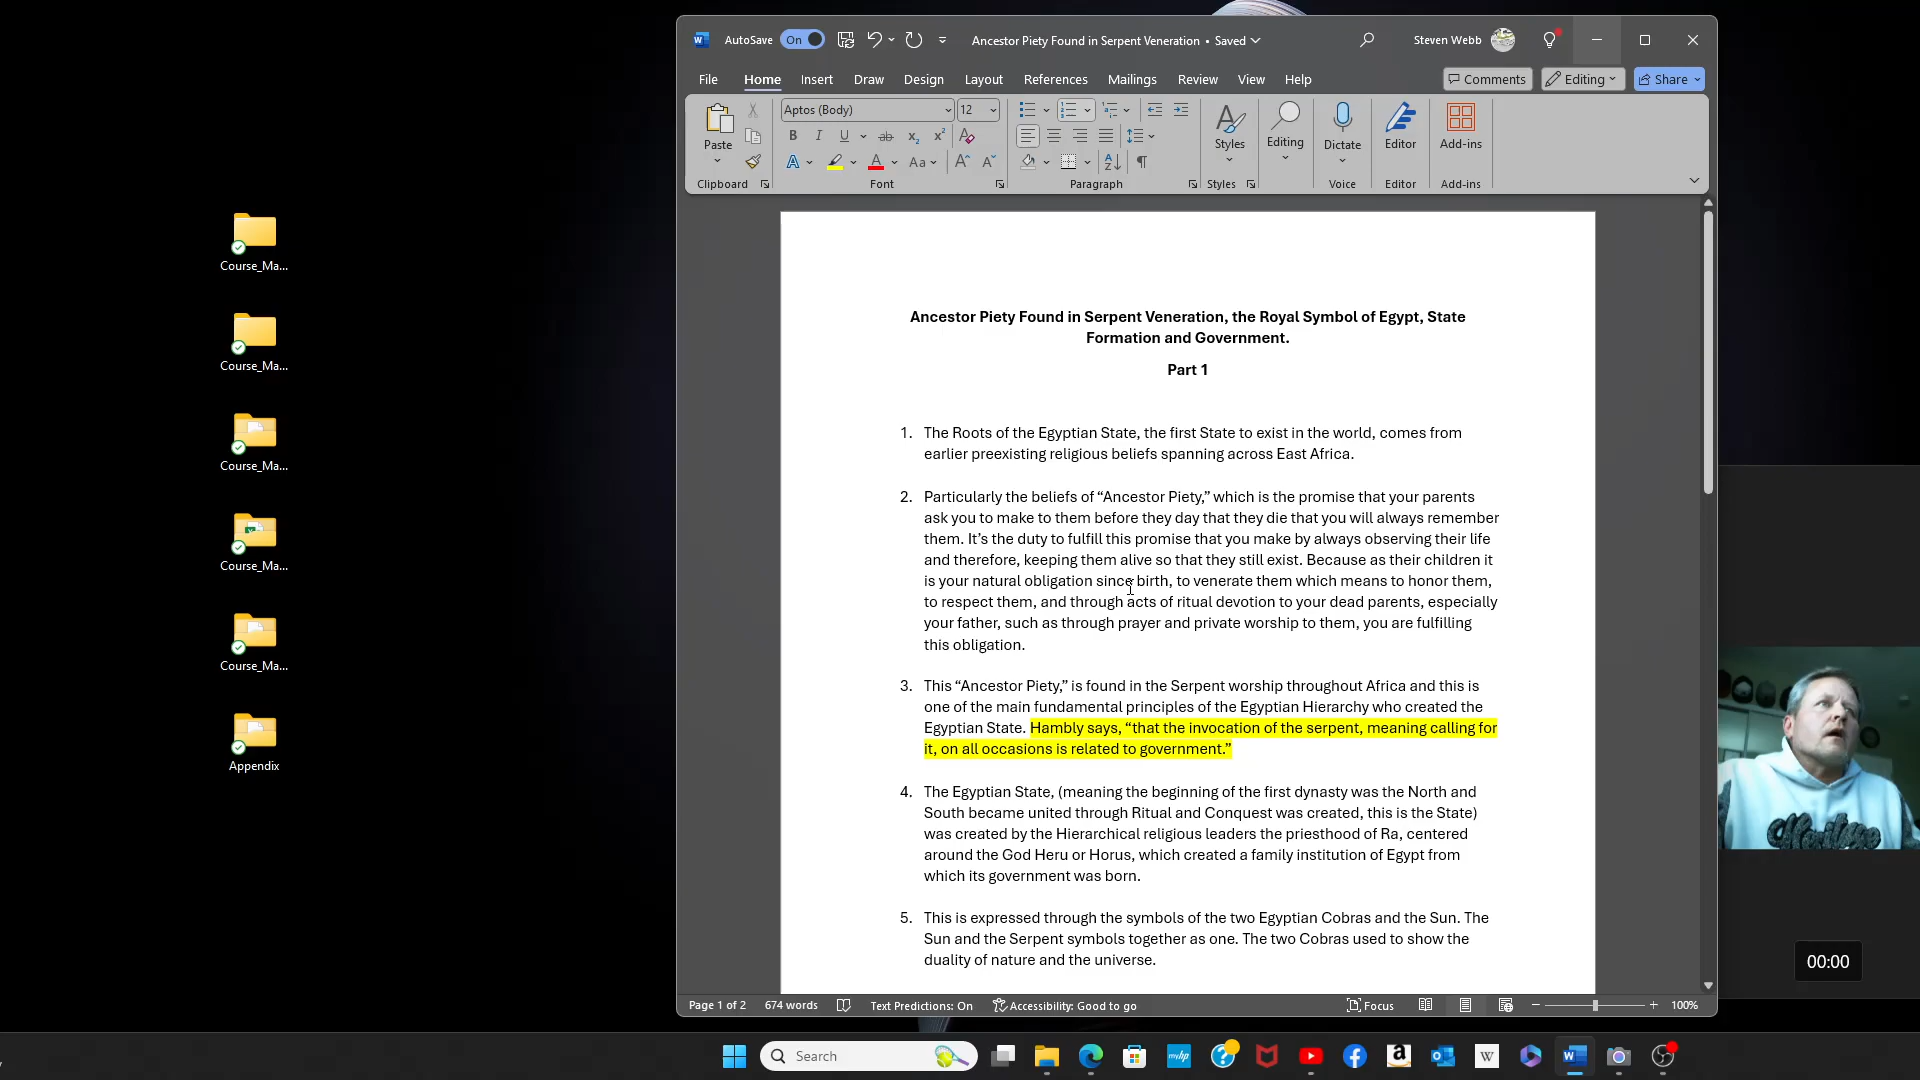 AutoSave On Ancestor Piety Found in Serpent Veneration • Saved Steven Webb
File Home Insert Draw Design Layout References Mailings Review View Help Comments Editing Share
Aptos (Body) 12
Paste Styles Editing Dictate Editor Add-ins
Clipboard Font Paragraph Styles Voice Editor Add-ins
Course_Ma...
Course_Ma...
Course_Ma...
Course_Ma...
Course_Ma...
Appendix
Ancestor Piety Found in Serpent Veneration, the Royal Symbol of Egypt, State
Formation and Government.
Part 1
1. The Roots of the Egyptian State, the first State to exist in the world, comes from
earlier preexisting religious beliefs spanning across East Africa.
2. Particularly the beliefs of “Ancestor Piety,” which is the promise that your parents
ask you to make to them before they day that they die that you will always remember
them. It’s the duty to fulfill this promise that you make by always observing their life
and therefore, keeping them alive so that they still exist. Because as their children it
is your natural obligation since birth, to venerate them which means to honor them,
to respect them, and through acts of ritual devotion to your dead parents, especially
your father, such as through prayer and private worship to them, you are fulfilling
this obligation.
3. This “Ancestor Piety,” is found in the Serpent worship throughout Africa and this is
one of the main fundamental principles of the Egyptian Hierarchy who created the
Egyptian State. Hambly says, “that the invocation of the serpent, meaning calling for
it, on all occasions is related to government.”
4. The Egyptian State, (meaning the beginning of the first dynasty was the North and
South became united through Ritual and Conquest was created, this is the State)
was created by the Hierarchical religious leaders the priesthood of Ra, centered
around the God Heru or Horus, which created a family institution of Egypt from
which its government was born.
5. This is expressed through the symbols of the two Egyptian Cobras and the Sun. The
Sun and the Serpent symbols together as one. The two Cobras used to show the
duality of nature and the universe.
00:00
Page 1 of 2 674 words Text Predictions: On Accessibility: Good to go Focus 100%
Search